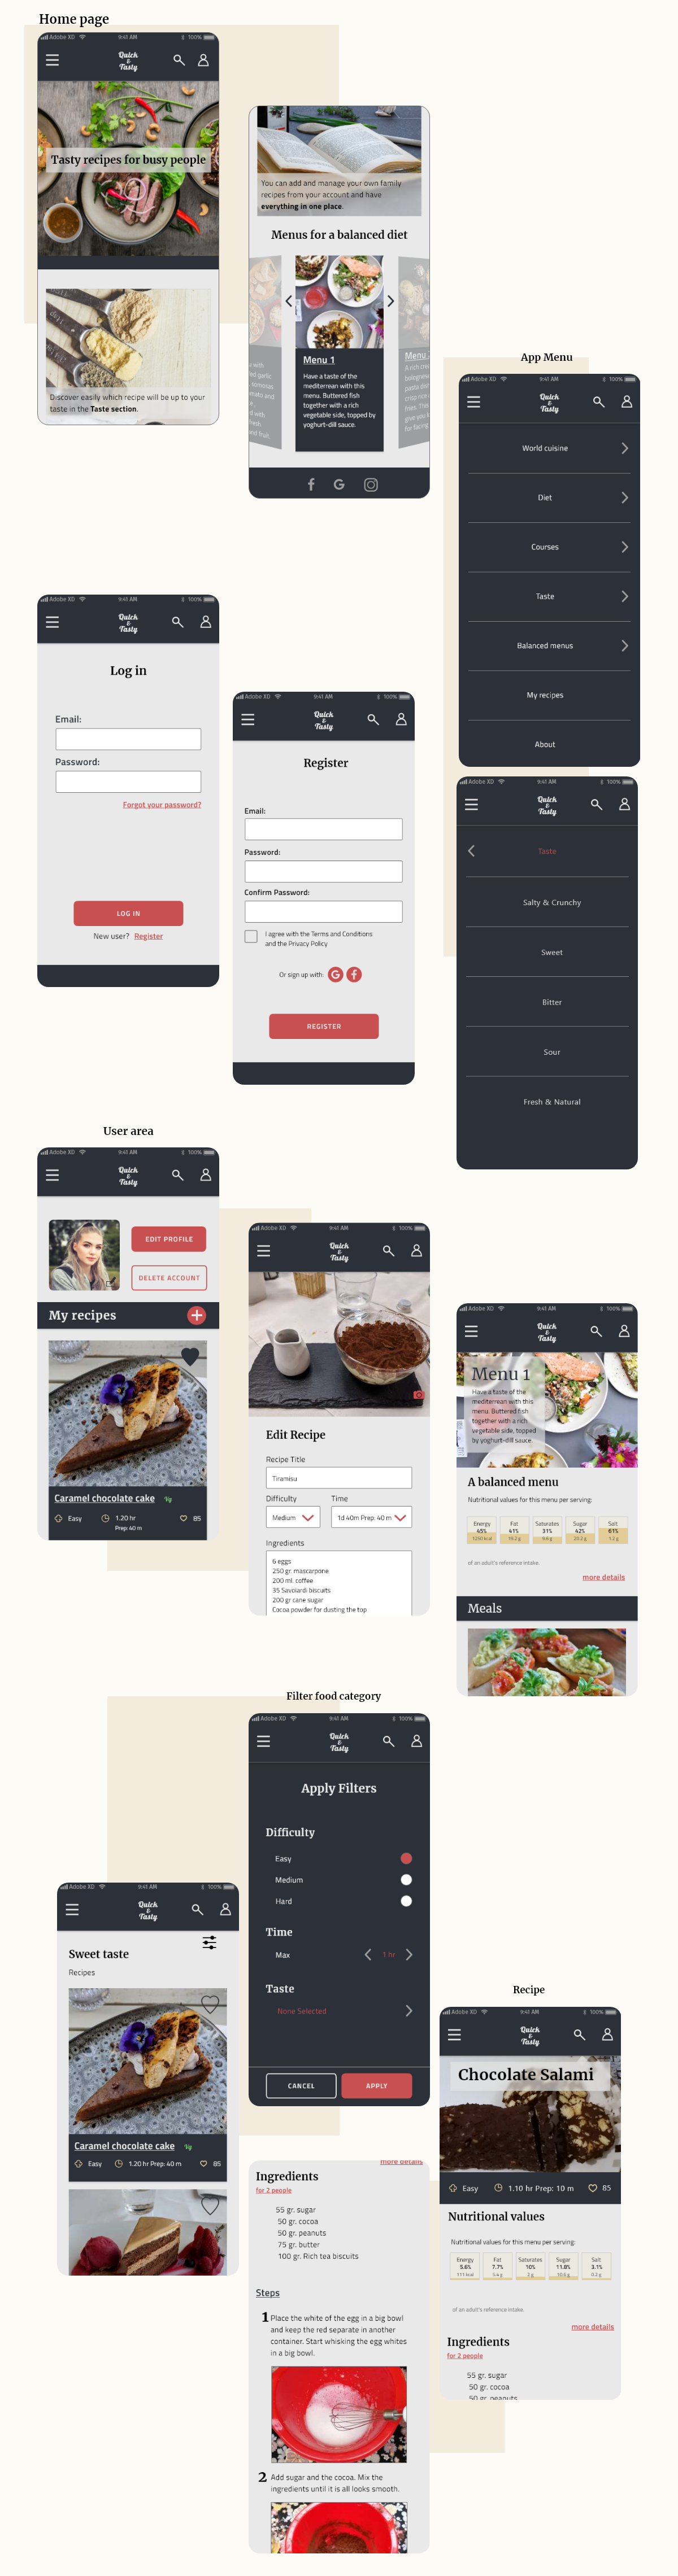 Home page
Adobe XD 9:41 AM 100%
Quick
&
Tasty
Tasty recipes for busy people
Discover easily which recipe will be up to your
taste in the Taste section.
You can add and manage your own family
recipes from your account and have
everything in one place.
Menus for a balanced diet
Menu 1
Have a taste of the
mediterrean with this
menu. Buttered fish
together with a rich
vegetable side, topped by
yoghurt-dill sauce.
Menu
App Menu
Adobe XD 9:41 AM 100%
Quick
&
Tasty
World cuisine
Diet
Courses
Taste
Balanced menus
My recipes
About
Adobe XD 9:41 AM 100%
Quick
&
Tasty
Log in
Email:
Password:
Forgot your password?
LOG IN
New user? Register
Adobe XD 9:41 AM 100%
Quick
&
Tasty
Register
Email:
Password:
Confirm Password:
I agree with the Terms and Conditions
and the Privacy Policy
Or sign up with:
REGISTER
Adobe XD 9:41 AM 100%
Quick
&
Tasty
Taste
Salty & Crunchy
Sweet
Bitter
Sour
Fresh & Natural
User area
Adobe XD 9:41 AM 100%
Quick
&
Tasty
EDIT PROFILE
DELETE ACCOUNT
My recipes
Caramel chocolate cake Vg
Easy 1.20 hr 85
Prep: 40 m
Adobe XD 9:41 AM 100%
Quick
&
Tasty
Edit Recipe
Recipe Title
Tiramisu
Difficulty Time
Medium 1d 40m Prep: 40 m
Ingredients
6 eggs
250 gr. mascarpone
200 ml. coffee
35 Savoiardi biscuits
200 gr cane sugar
Cocoa powder for dusting the top
Adobe XD 9:41 AM 100%
Quick
&
Tasty
Menu 1
Have a taste of the
mediterrean with this
menu. Buttered fish
together with a rich
vegetable side, topped
by yoghurt-dill sauce.
A balanced menu
Nutritional values for this menu per serving:
Energy Fat Saturates Sugar Salt
45% 41% 31% 42% 61%
of an adult's reference intake.
more details
Meals
Filter food category
Adobe XD 9:41 AM 100%
Quick
&
Tasty
Apply Filters
Difficulty
Easy
Medium
Hard
Time
Max 1 hr
Taste
None Selected
CANCEL APPLY
Adobe XD 9:41 AM 100%
Quick
&
Tasty
Sweet taste
Recipes
Caramel chocolate cake Vg
Easy 1.20 hr Prep: 40 m 85
Recipe
Adobe XD 9:41 AM 100%
Quick
&
Tasty
Chocolate Salami
Easy 1.10 hr Prep: 10 m 85
Nutritional values
Nutritional values for this menu per serving:
Energy Fat Saturates Sugar Salt
5.6% 7.7% 10% 11.8% 3.1%
of an adult's reference intake.
more details
Ingredients
for 2 people
55 gr. sugar
50 gr. cocoa
50 gr. peanuts
more details
Ingredients
for 2 people
55 gr. sugar
50 gr. cocoa
50 gr. peanuts
75 gr. butter
100 gr. Rich tea biscuits
Steps
1 Place the white of the egg in a big bowl
and keep the red separate in another
container. Start whisking the egg whites
in a big bowl.
2 Add sugar and the cocoa. Mix the
ingredients until it is all looks smooth.